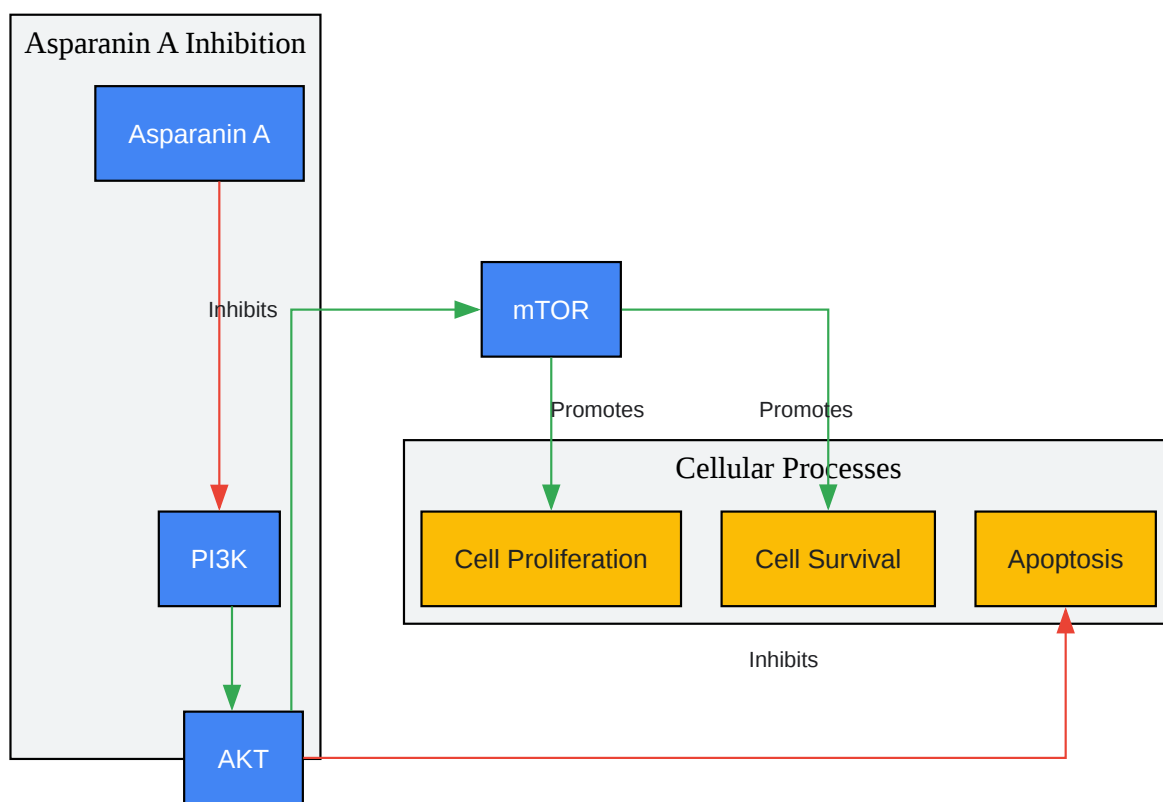 Asparanin A Inhibition
Asparanin A
Inhibits
mTOR
Promotes
Promotes
Cellular Processes
PI3K
Cell Proliferation
Cell Survival
Apoptosis
Inhibits
AKT